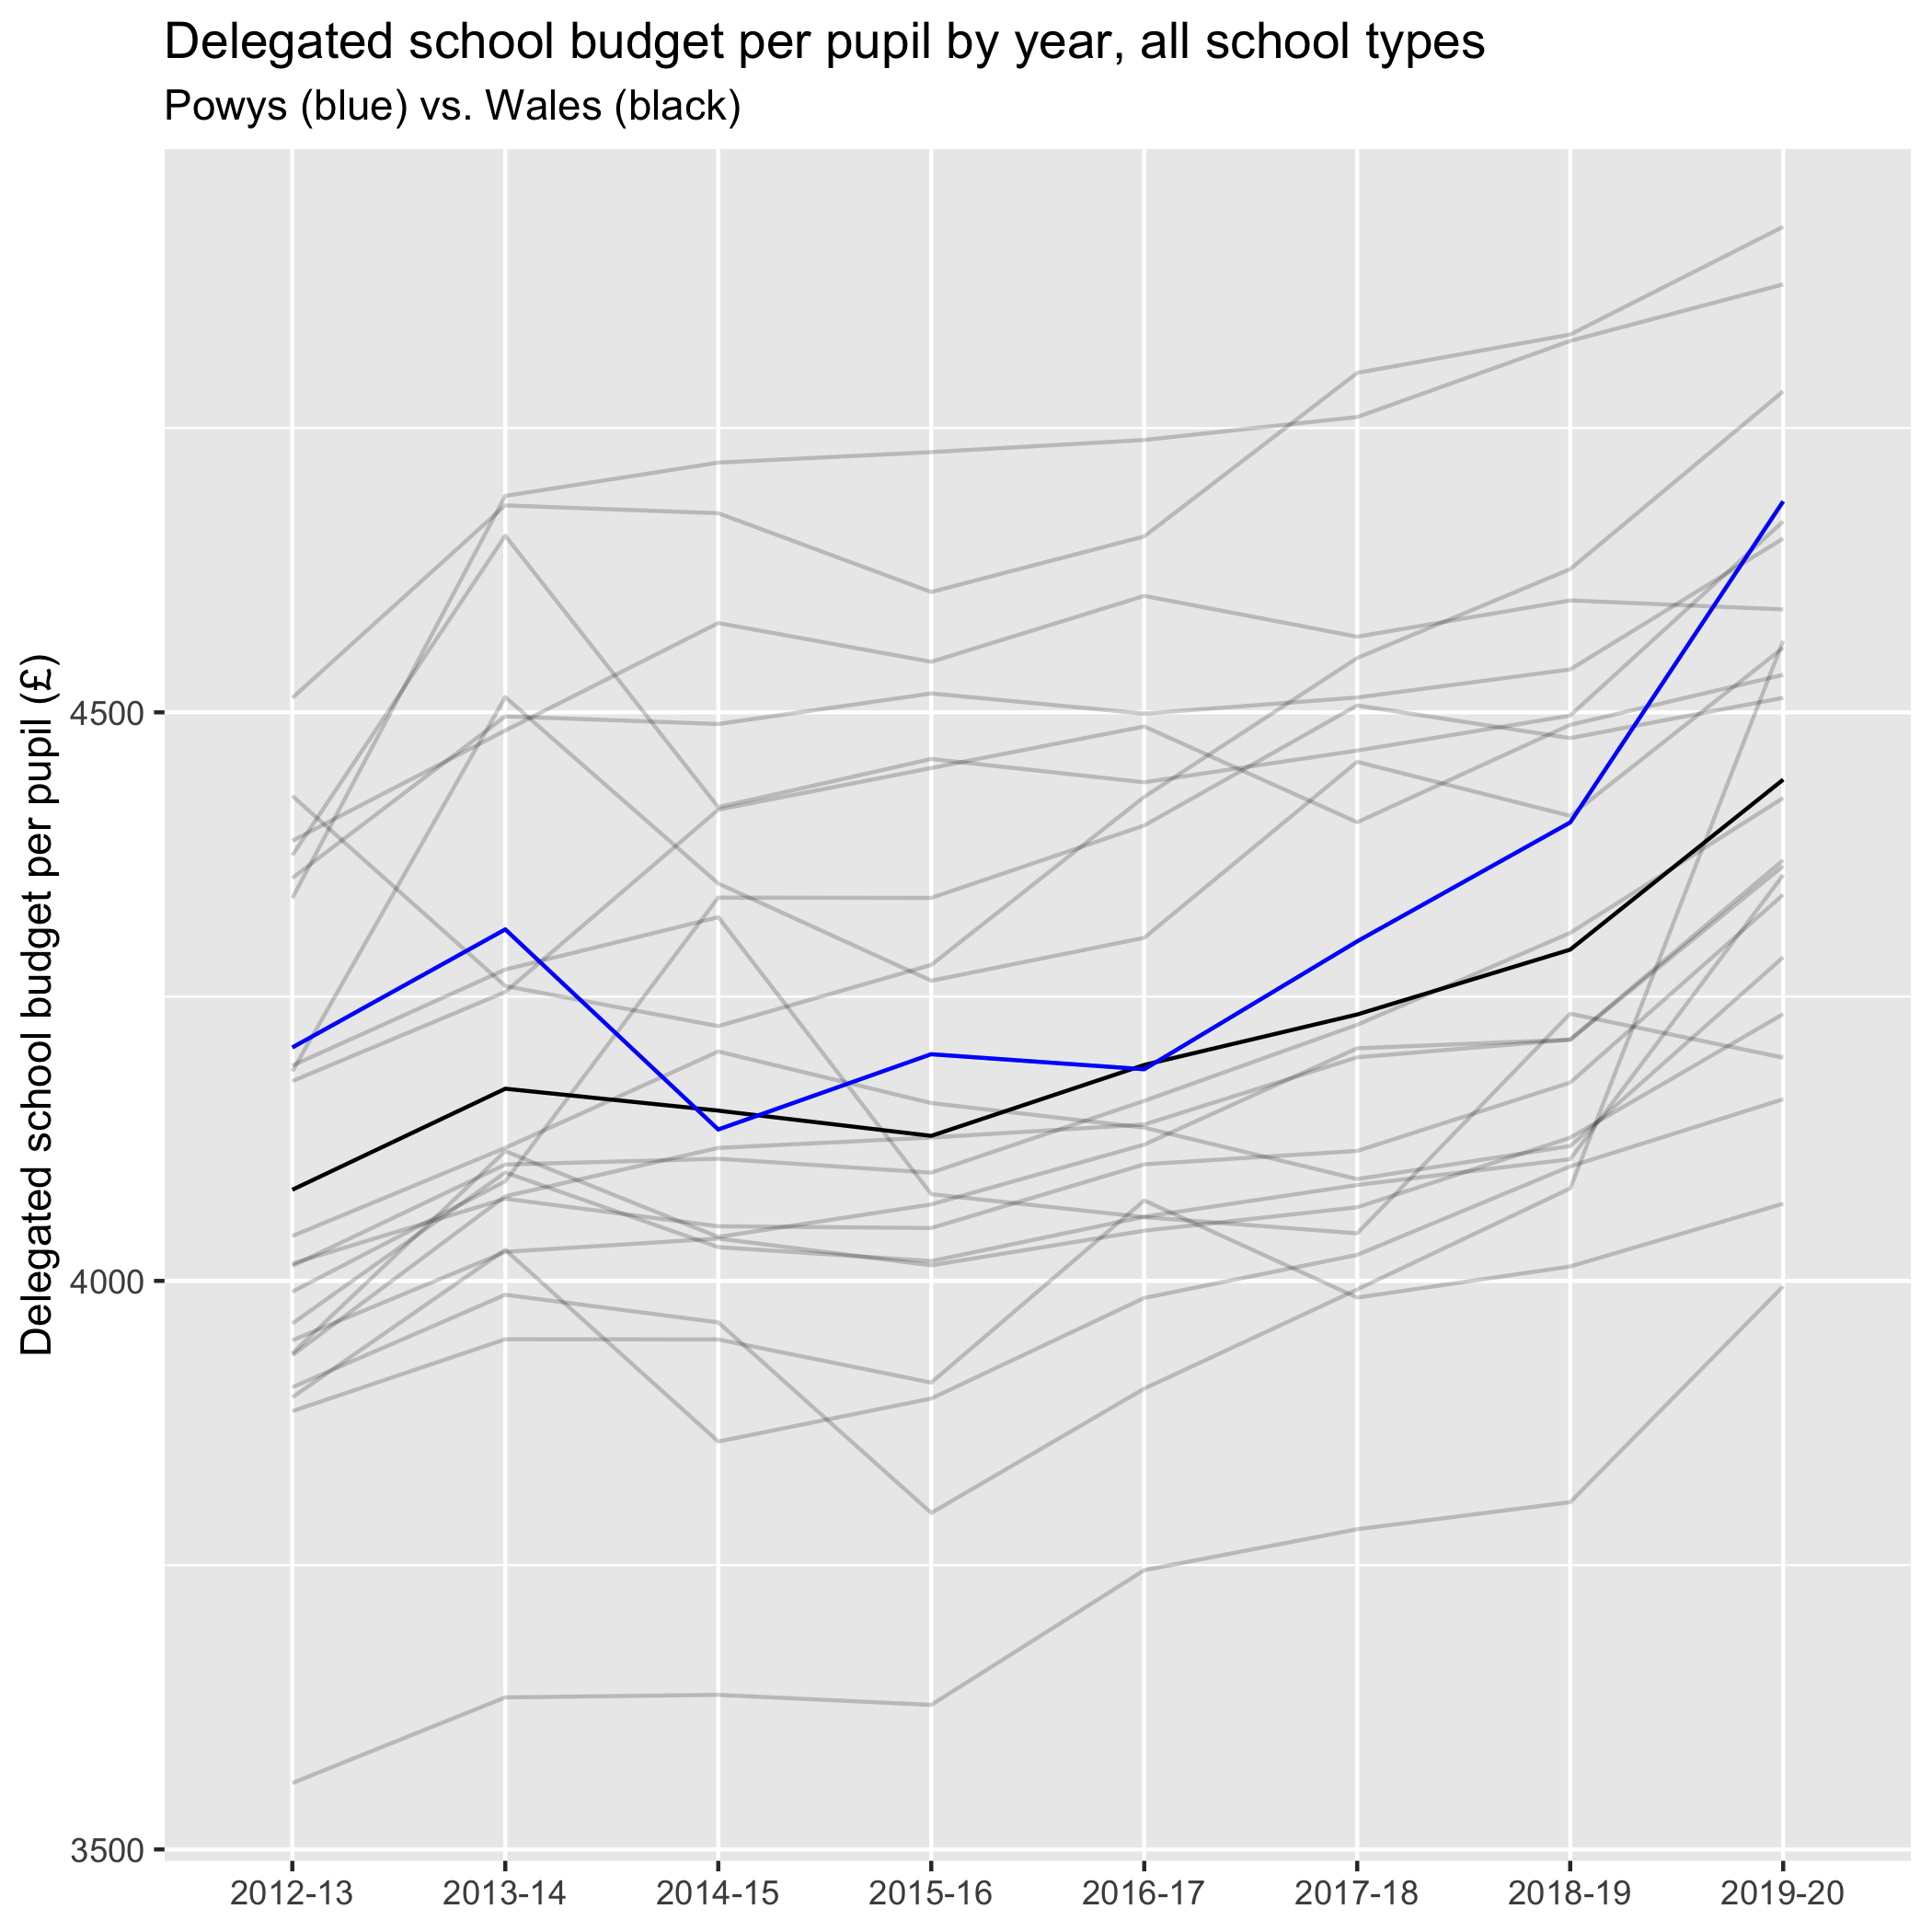 Delegated school budget per pupil by year, all school types
Powys (blue) vs. Wales (black)
Delegated school budget per pupil (£)
4500
4000
3500
2012-13 2013-14 2014-15 2015-16 2016-17 2017-18 2018-19 2019-20